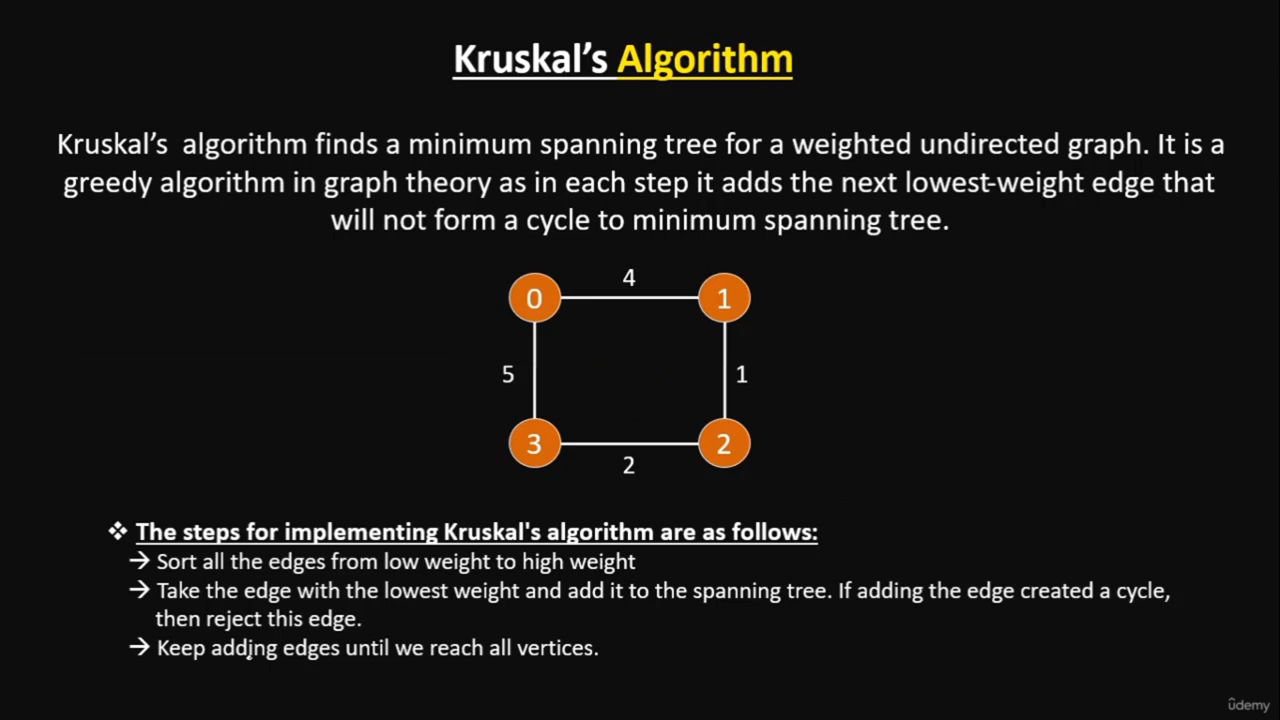 Kruskal's Algorithm
Kruskal's algorithm finds a minimum spanning tree for a weighted undirected graph. It is a
greedy algorithm in graph theory as in each step it adds the next lowest-weight edge that
will not form a cycle to minimum spanning tree.
4
0
1
5
1
3
2
2
❖ The steps for implementing Kruskal's algorithm are as follows:
→ Sort all the edges from low weight to high weight
→ Take the edge with the lowest weight and add it to the spanning tree. If adding the edge created a cycle,
then reject this edge.
→ Keep adding edges until we reach all vertices.
ûdemy